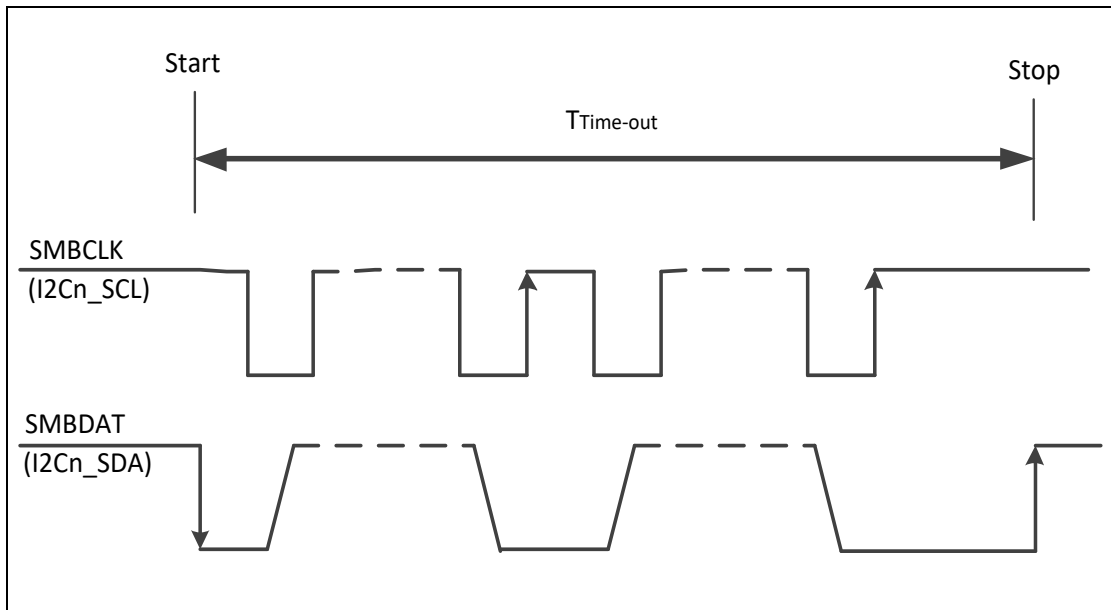 Start
Stop
TTime-out
SMBCLK
(I2Cn_SCL)
SMBDAT
(I2Cn_SDA)